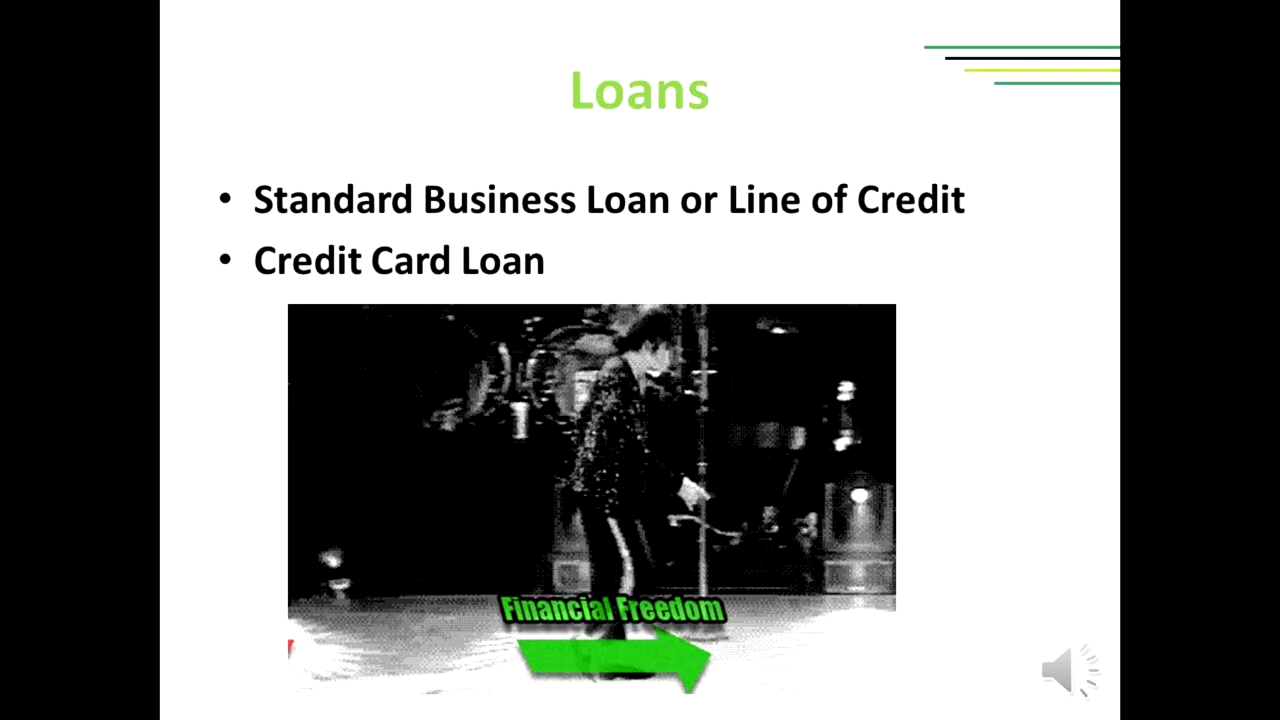 Loans
• Standard Business Loan or Line of Credit
• Credit Card Loan
Financial Freedom